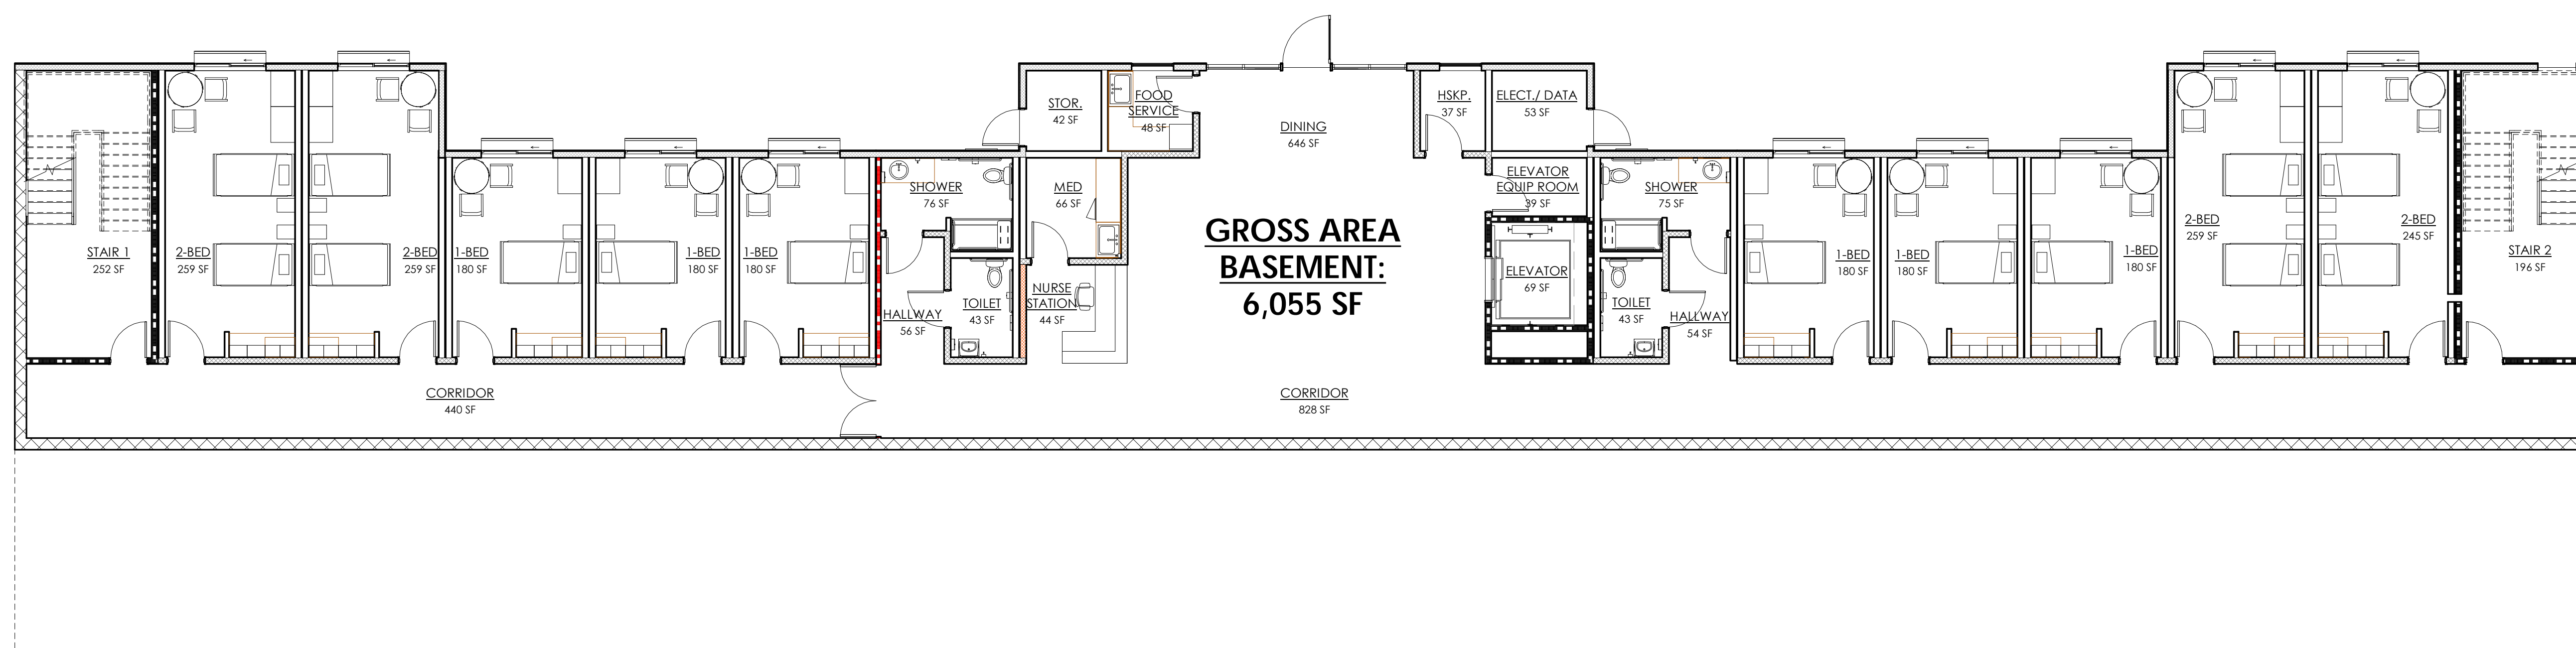 STOR.
42 SF
FOOD
SERVICE
48 SF
DINING
646 SF
HSKP.
37 SF
ELECT./ DATA
53 SF
STAIR 1
252 SF
2-BED
259 SF
2-BED
259 SF
1-BED
180 SF
1-BED
180 SF
1-BED
180 SF
SHOWER
76 SF
HALLWAY
56 SF
TOILET
43 SF
MED
66 SF
NURSE
STATION
44 SF
GROSS AREA
BASEMENT:
6,055 SF
ELEVATOR
EQUIP ROOM
39 SF
ELEVATOR
69 SF
SHOWER
75 SF
TOILET
43 SF
HALLWAY
54 SF
1-BED
180 SF
1-BED
180 SF
1-BED
180 SF
2-BED
259 SF
2-BED
245 SF
STAIR 2
196 SF
CORRIDOR
440 SF
CORRIDOR
828 SF